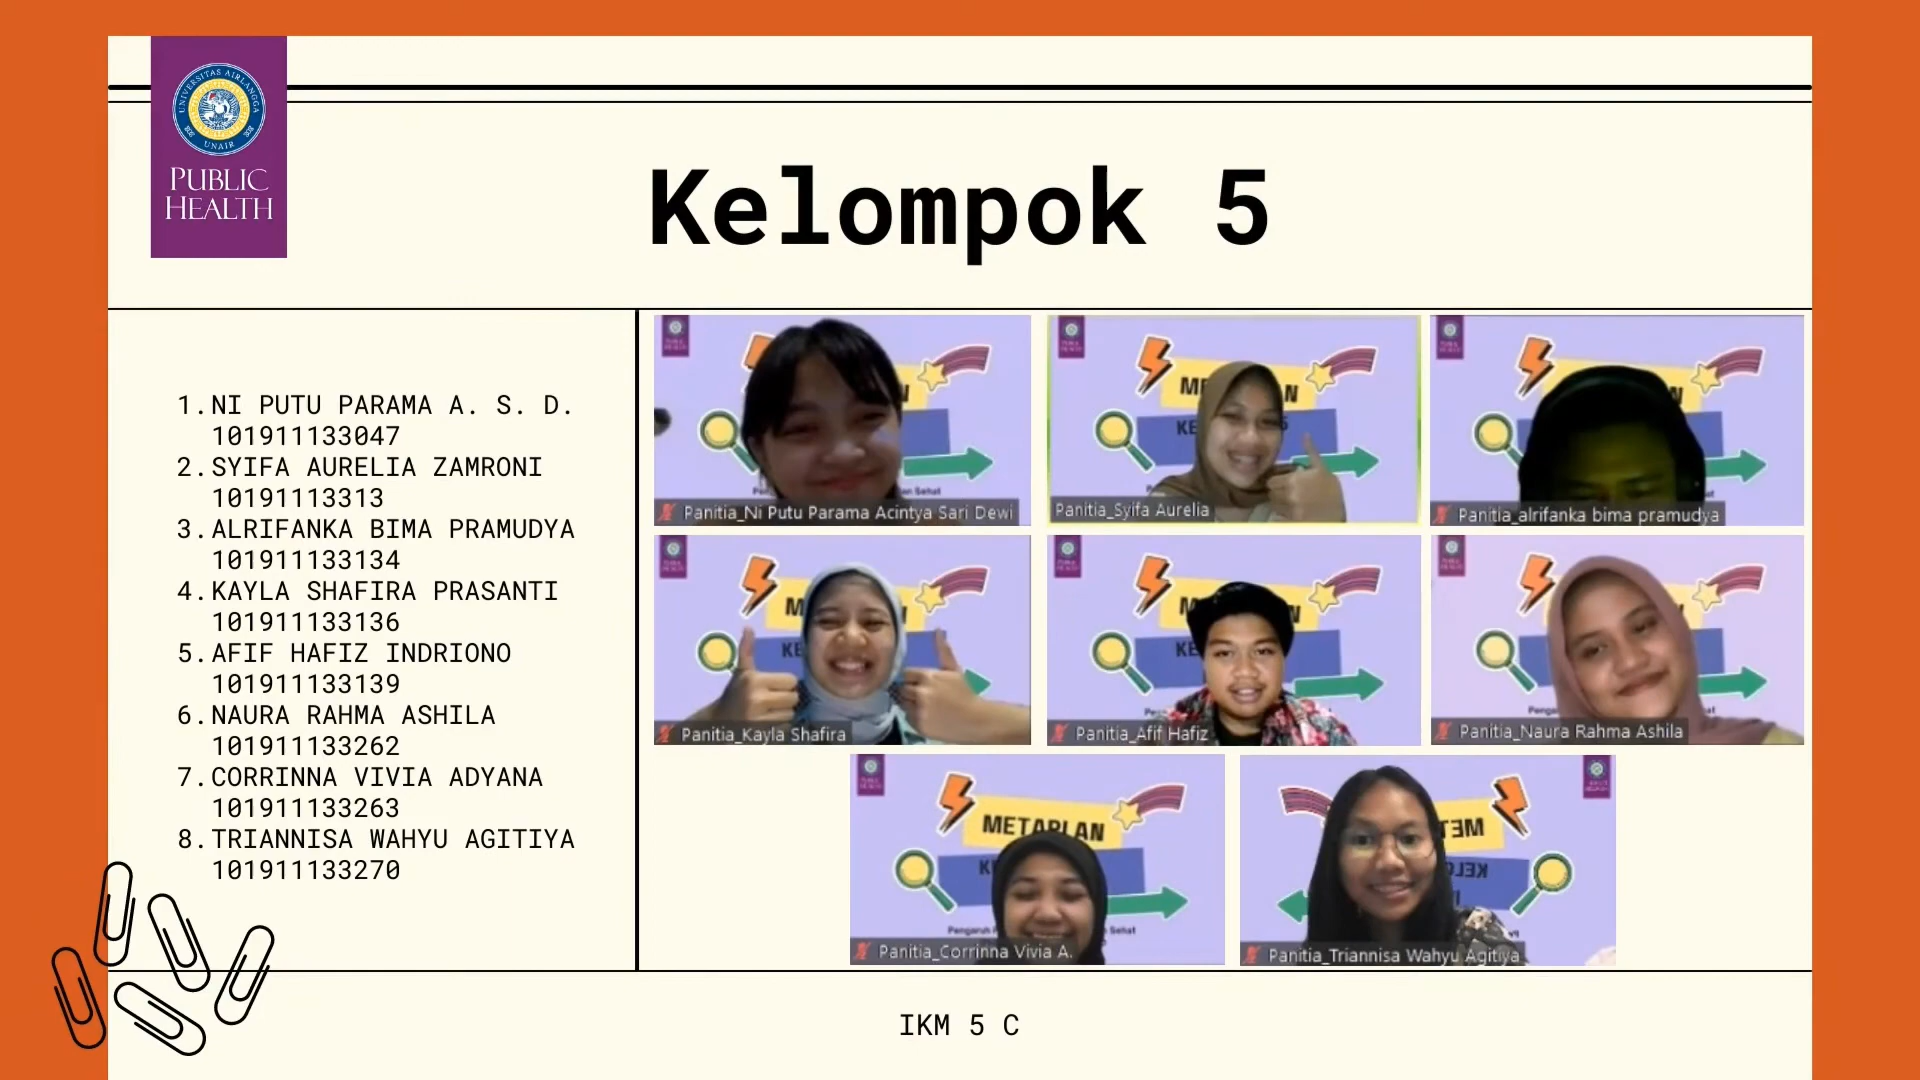 UNIVERSITAS AIRLANGGA
UNAIR
PUBLIC
HEALTH
Kelompok 5
1. NI PUTU PARAMA A. S. D.
101911133047
2. SYIFA AURELIA ZAMRONI
10191113313
3. ALRIFANKA BIMA PRAMUDYA
101911133134
4. KAYLA SHAFIRA PRASANTI
101911133136
5. AFIF HAFIZ INDRIONO
101911133139
6. NAURA RAHMA ASHILA
101911133262
7. CORRINNA VIVIA ADYANA
101911133263
8. TRIANNISA WAHYU AGITIYA
101911133270
Panitia_Ni Putu Parama Acintya Sari Dewi
Panitia_Syifa Aurelia
Panitia_alrifanka bima pramudya
Panitia_Kayla Shafira
Panitia_Afif Hafiz
Panitia_Naura Rahma Ashila
METAPLAN
Panitia_Corrinna Vivia A.
Panitia_Triannisa Wahyu Agitiya
IKM 5 C